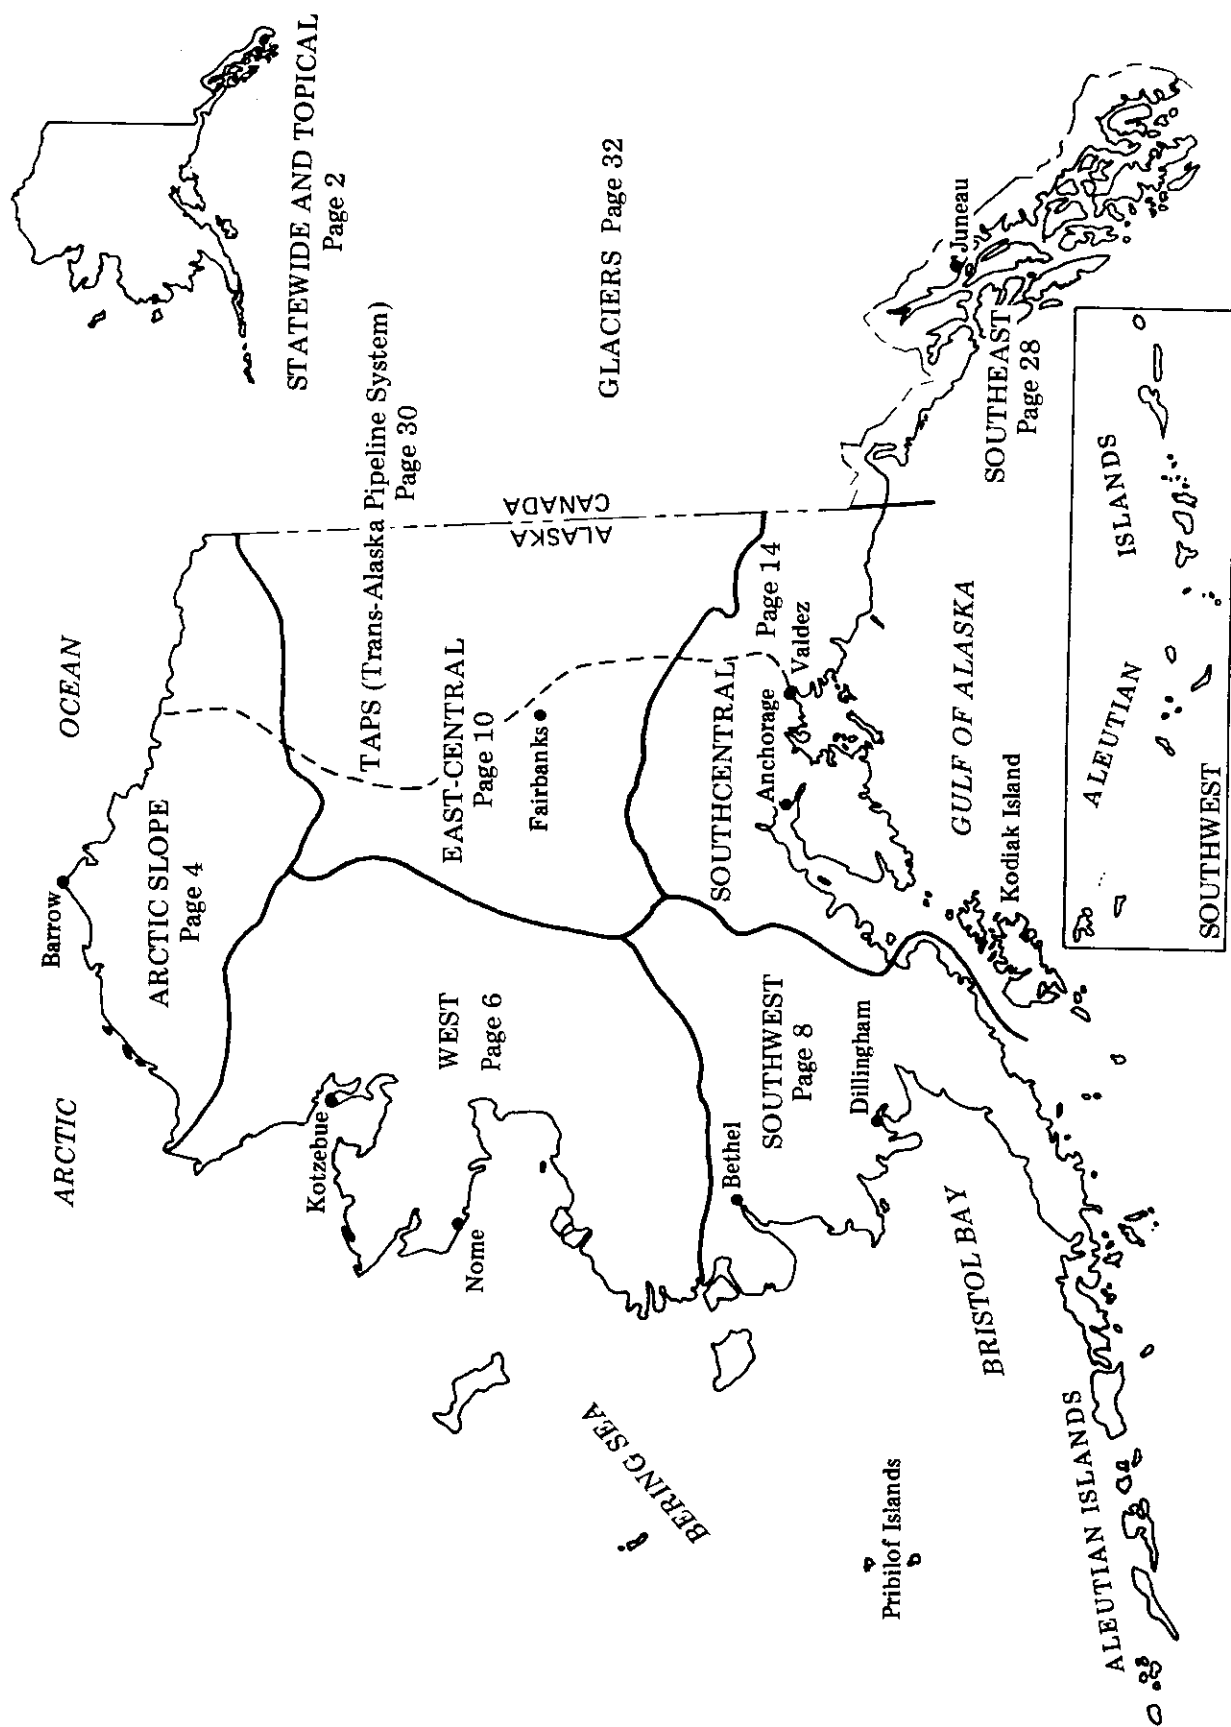 STATEWIDE AND TOPICAL
Page 2
ARCTIC
OCEAN
Barrow
ARCTIC SLOPE
Page 4
TAPS (Trans-Alaska Pipeline System)
Page 30
Kotzebue
WEST
Page 6
Nome
EAST-CENTRAL
Page 10
Fairbanks
ALASKA
CANADA
GLACIERS Page 32
BERING SEA
Bethel
SOUTHWEST
Page 8
Dillingham
SOUTHCENTRAL
Page 14
Anchorage
Valdez
Juneau
SOUTHEAST
Page 28
GULF OF ALASKA
Kodiak Island
BRISTOL BAY
Pribilof Islands
ALEUTIAN ISLANDS
ALEUTIAN
ISLANDS
SOUTHWEST